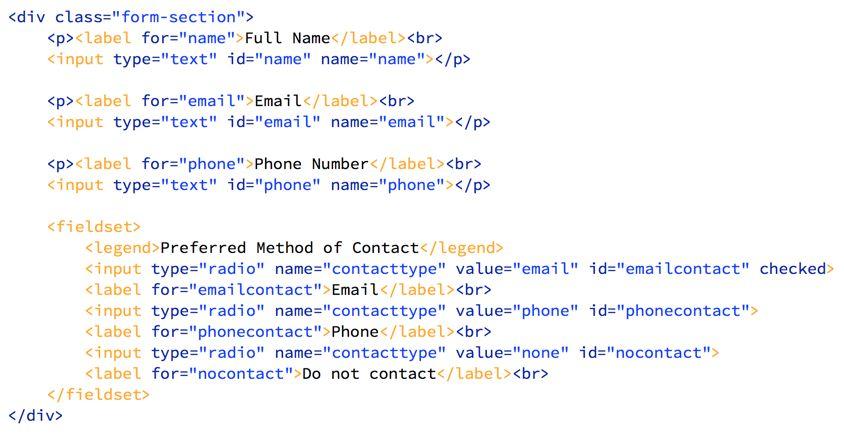 <div class="form-section">
    <p><label for="name">Full Name</label><br>
    <input type="text" id="name" name="name"></p>

    <p><label for="email">Email</label><br>
    <input type="text" id="email" name="email"></p>

    <p><label for="phone">Phone Number</label><br>
    <input type="text" id="phone" name="phone"></p>

    <fieldset>
        <legend>Preferred Method of Contact</legend>
        <input type="radio" name="contacttype" value="email" id="emailcontact" checked>
        <label for="emailcontact">Email</label><br>
        <input type="radio" name="contacttype" value="phone" id="phonecontact">
        <label for="phonecontact">Phone</label><br>
        <input type="radio" name="contacttype" value="none" id="nocontact">
        <label for="nocontact">Do not contact</label><br>
    </fieldset>
</div>